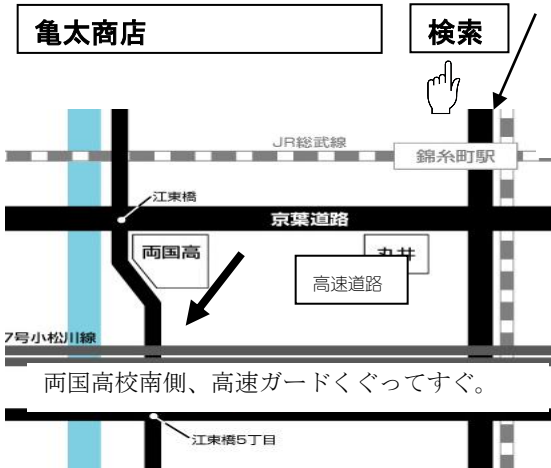 亀太商店
検索
JR総武線
錦糸町駅
江東橋
京葉道路
両国高
丸井
高速道路
7号小松川線
両国高校南側、高速ガードくぐってすぐ。
江東橋5丁目